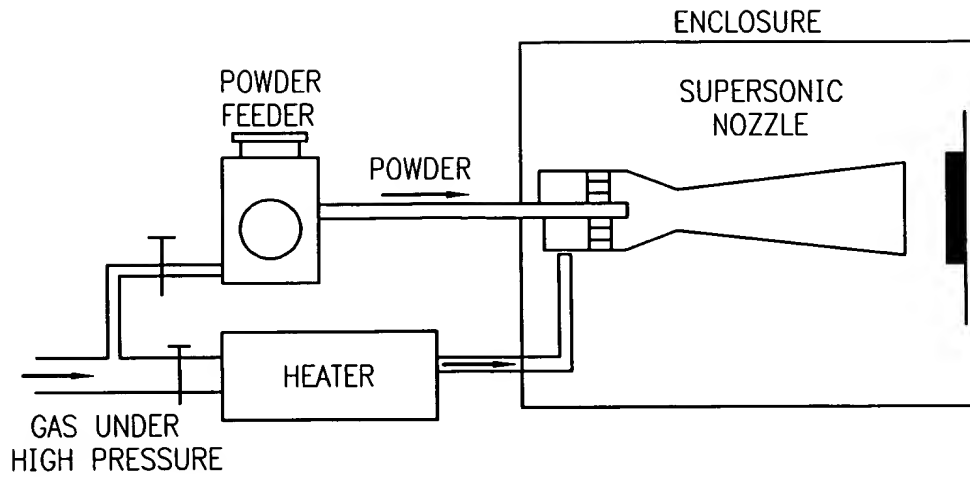 ENCLOSURE
POWDER
FEEDER
SUPERSONIC
NOZZLE
POWDER
HEATER
GAS UNDER
HIGH PRESSURE